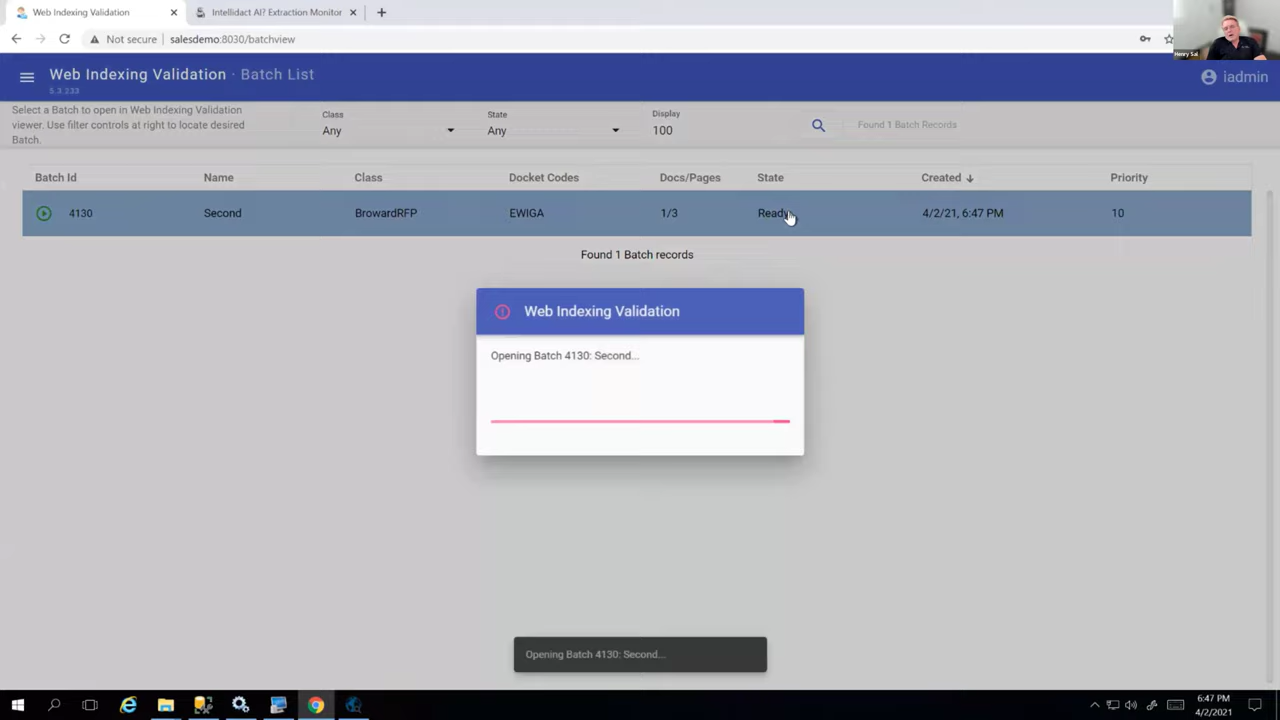 Web Indexing Validation
Intellidact AI? Extraction Monitor
Not secure
salesdemo:8030/batchview
Henry Sal
Web Indexing Validation · Batch List
5.3.233
iadmin
Select a Batch to open in Web Indexing Validation
viewer. Use filter controls at right to locate desired
Batch.
Class
Any
State
Any
Display
100
Found 1 Batch Records
Batch Id Name Class Docket Codes Docs/Pages State Created Priority
4130 Second BrowardRFP EWIGA 1/3 Ready 4/2/21, 6:47 PM 10
Found 1 Batch records
Web Indexing Validation
Opening Batch 4130: Second...
Opening Batch 4130: Second...
6:47 PM
4/2/2021